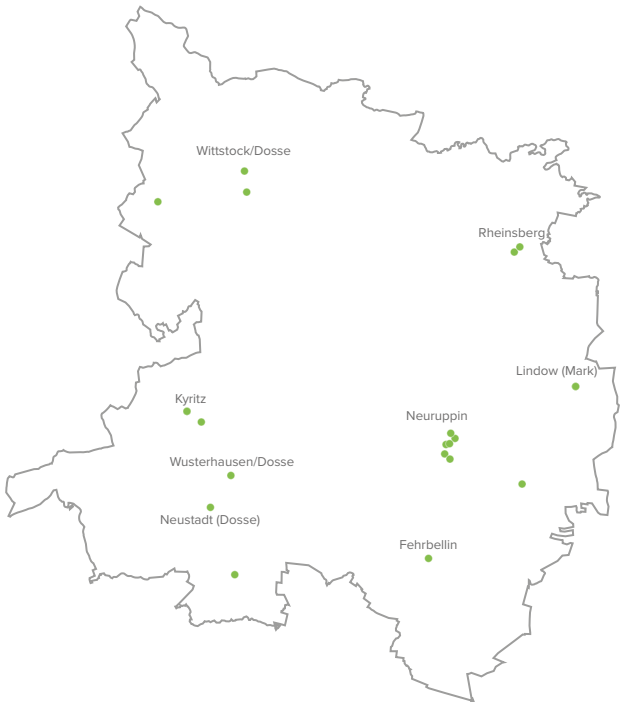 Wittstock/Dosse
Rheinsberg
Lindow (Mark)
Kyritz
Neuruppin
Wusterhausen/Dosse
Neustadt (Dosse)
Fehrbellin